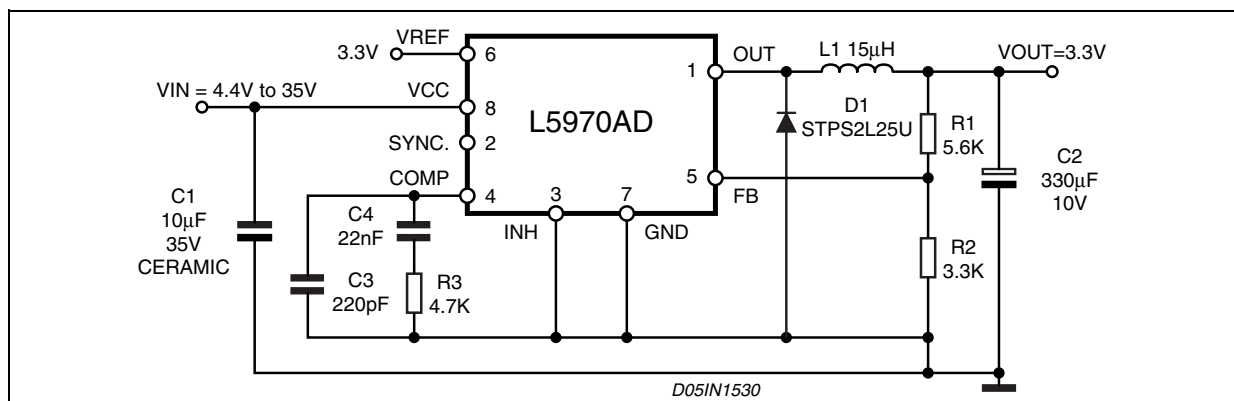 VREF
3.3V
6
VIN = 4.4V to 35V
VCC
8
SYNC.
2
COMP
4
L5970AD
1
OUT
L1 15μH
VOUT=3.3V
D1
STPS2L25U
R1
5.6K
5
FB
C2
330μF
10V
R2
3.3K
3
INH
7
GND
C1
10μF
35V
CERAMIC
C4
22nF
C3
220pF
R3
4.7K
D05IN1530